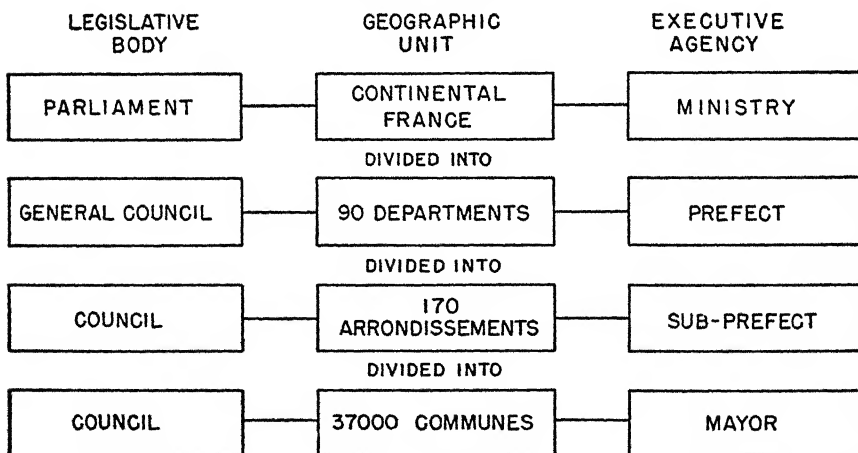 LEGISLATIVE BODY
GEOGRAPHIC UNIT
EXECUTIVE AGENCY
PARLIAMENT
CONTINENTAL FRANCE
MINISTRY
DIVIDED INTO
GENERAL COUNCIL
90 DEPARTMENTS
PREFECT
DIVIDED INTO
COUNCIL
170 ARRONDISSEMENTS
SUB-PREFECT
DIVIDED INTO
COUNCIL
37000 COMMUNES
MAYOR